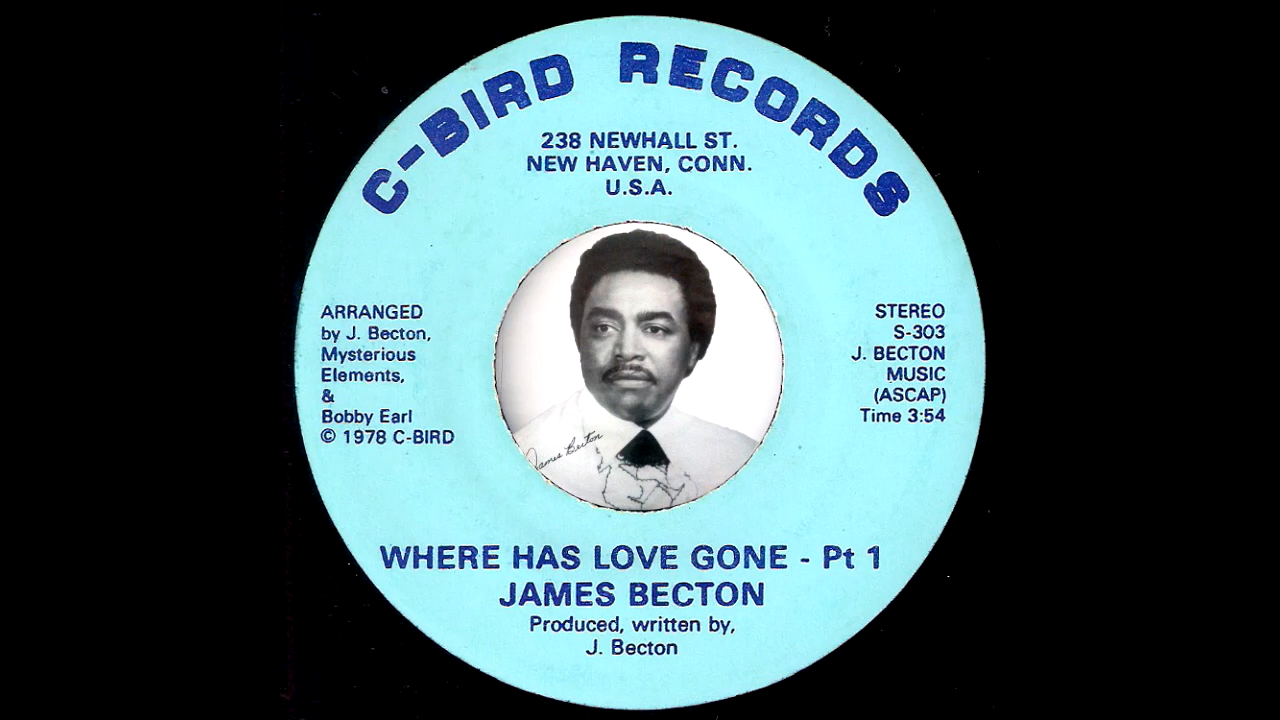 C-BIRD RECORDS
238 NEWHALL ST.
NEW HAVEN, CONN.
U.S.A.
ARRANGED
by J. Becton,
Mysterious
Elements,
&
Bobby Earl
© 1978 C-BIRD
STEREO
S-303
J. BECTON
MUSIC
(ASCAP)
Time 3:54
James Becton
WHERE HAS LOVE GONE - Pt 1
JAMES BECTON
Produced, written by,
J. Becton